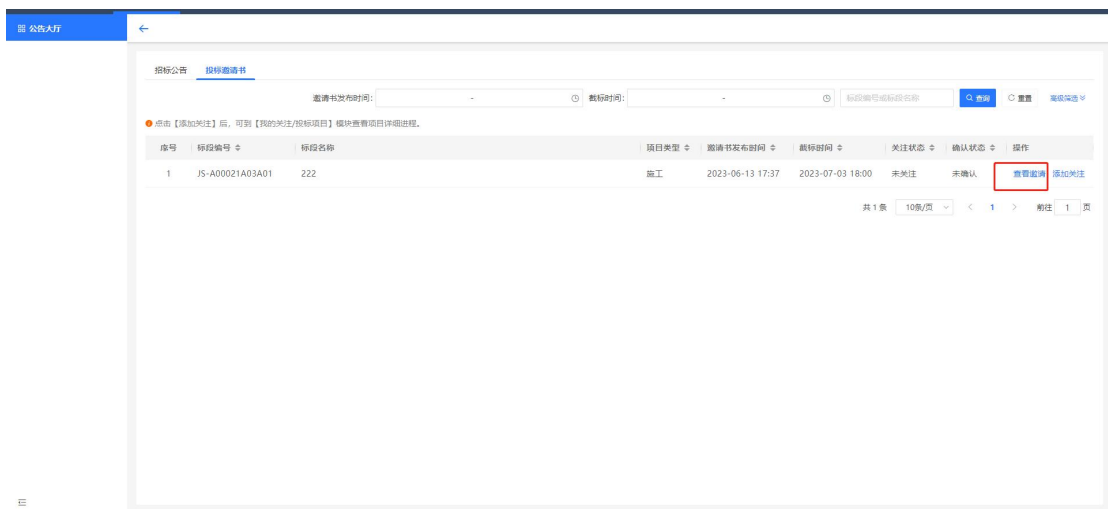 公告大厅
招标公告 投标邀请书
邀请书发布时间： - 截标时间： - 标段编号或标段名称 查询 重置 高级筛选
点击【添加关注】后，可到【我的关注/投标项目】模块查看项目详细进程。
序号 标段编号 标段名称 项目类型 邀请书发布时间 截标时间 关注状态 确认状态 操作
1 JS-A00021A03A01 222 施工 2023-06-13 17:37 2023-07-03 18:00 未关注 未确认 查看邀请 添加关注
共 1 条 10条/页 1 前往 1 页